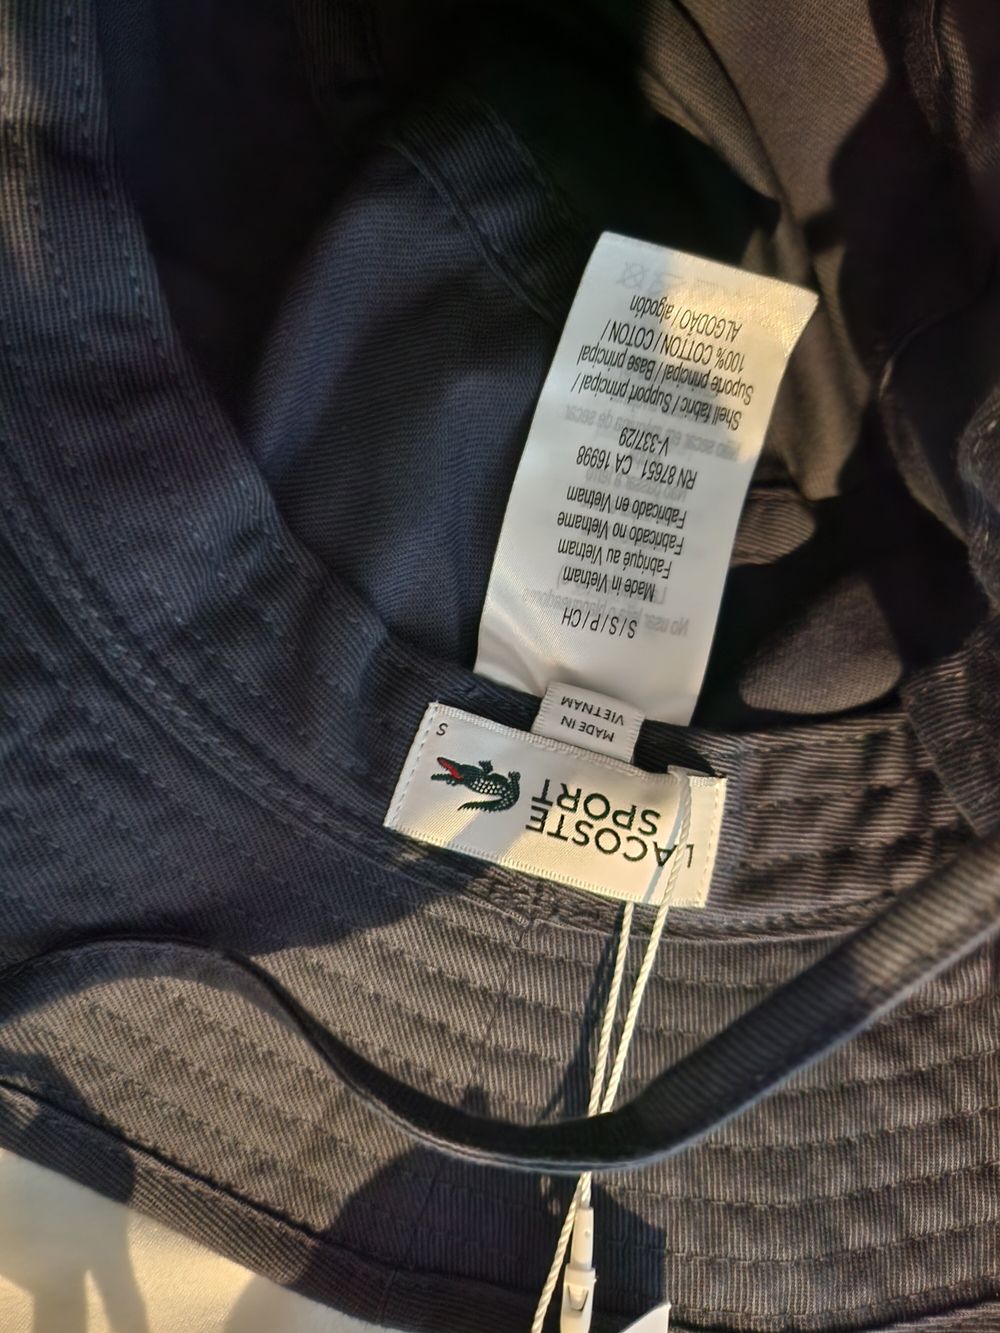 LACOSTE
SPORT
S
MADE IN
VIETNAM
S/S/P/CH
Made in Vietnam
Fabriqué au Vietnam
Fabricado no Vietname
Fabricado en Vietnam
RN 87651 CA 16998
V-337/29
Shell fabric / Support principal /
Suporte principal / Base principal
100% COTTON / COTON /
ALGODÃO / algodón